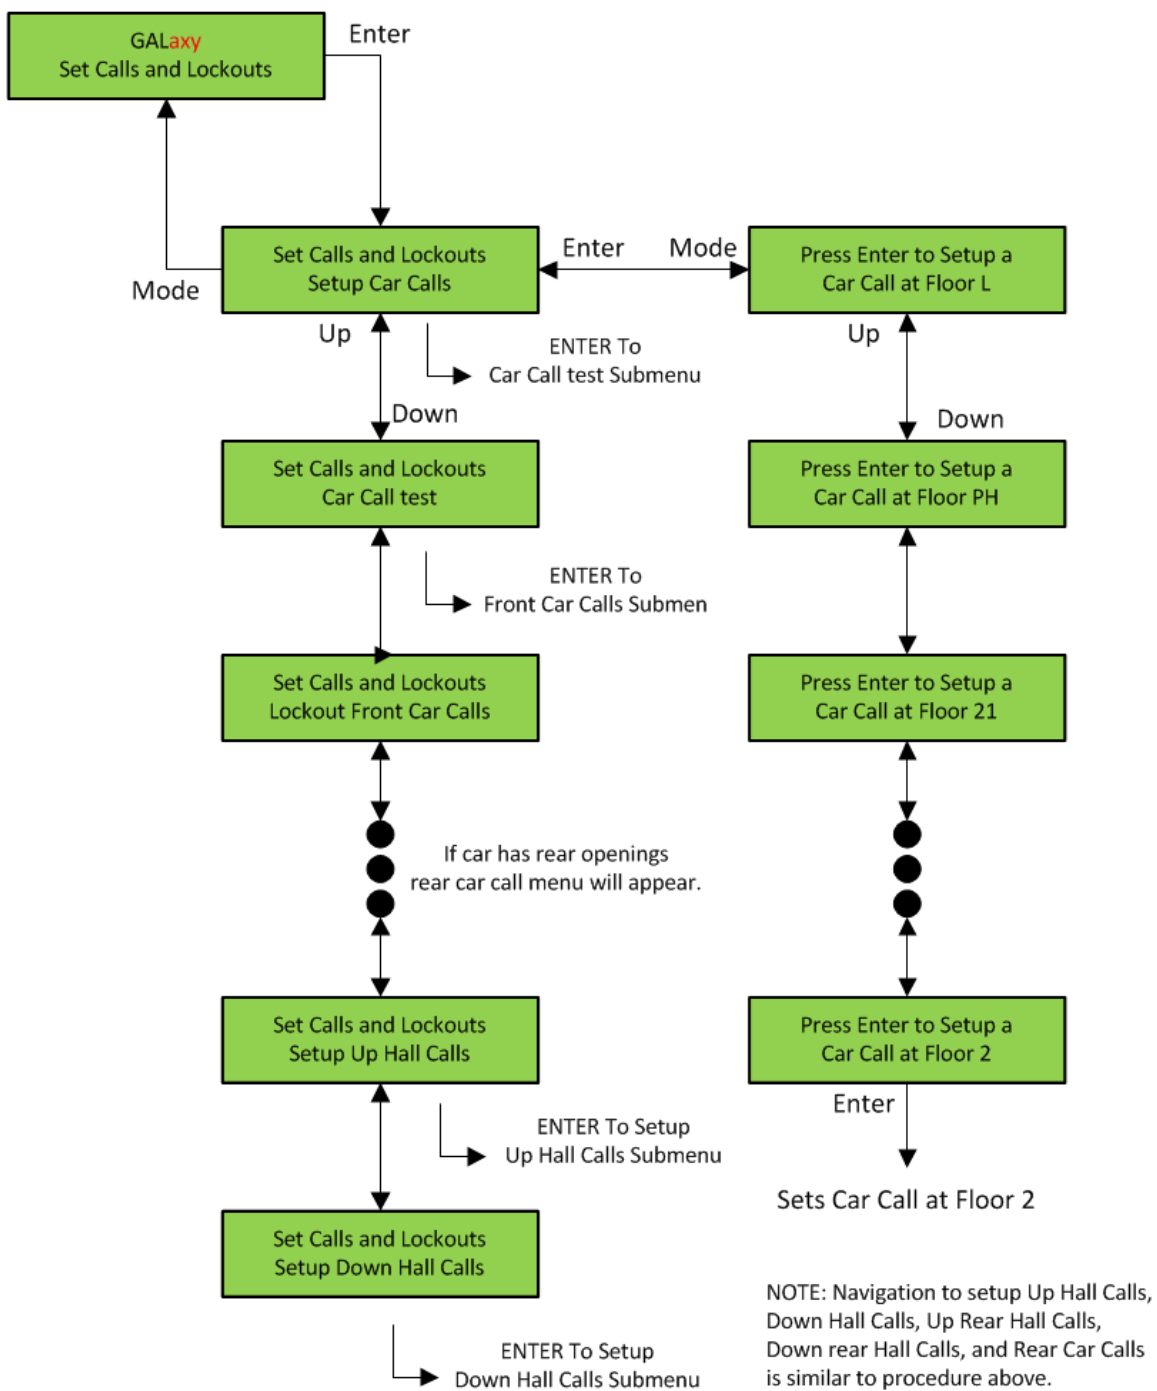 GALaxy
Set Calls and Lockouts
Enter
Set Calls and Lockouts
Setup Car Calls
Enter
Mode
Press Enter to Setup a
Car Call at Floor L
Mode
Up
ENTER To
Car Call test Submenu
Up
Down
Down
Set Calls and Lockouts
Car Call test
Press Enter to Setup a
Car Call at Floor PH
ENTER To
Front Car Calls Submen
Set Calls and Lockouts
Lockout Front Car Calls
Press Enter to Setup a
Car Call at Floor 21
If car has rear openings
rear car call menu will appear.
Set Calls and Lockouts
Setup Up Hall Calls
Press Enter to Setup a
Car Call at Floor 2
Enter
ENTER To Setup
Up Hall Calls Submenu
Sets Car Call at Floor 2
Set Calls and Lockouts
Setup Down Hall Calls
ENTER To Setup
Down Hall Calls Submenu
NOTE: Navigation to setup Up Hall Calls,
Down Hall Calls, Up Rear Hall Calls,
Down rear Hall Calls, and Rear Car Calls
is similar to procedure above.